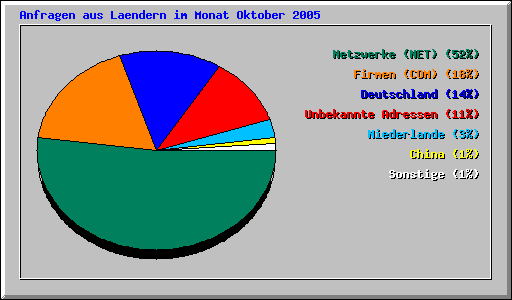 Anfragen aus Laendern im Monat Oktober 2005
Netzwerke (NET) (52%)
Firmen (COM) (18%)
Deutschland (14%)
Unbekannte Adressen (11%)
Niederlande (3%)
China (1%)
Sonstige (1%)